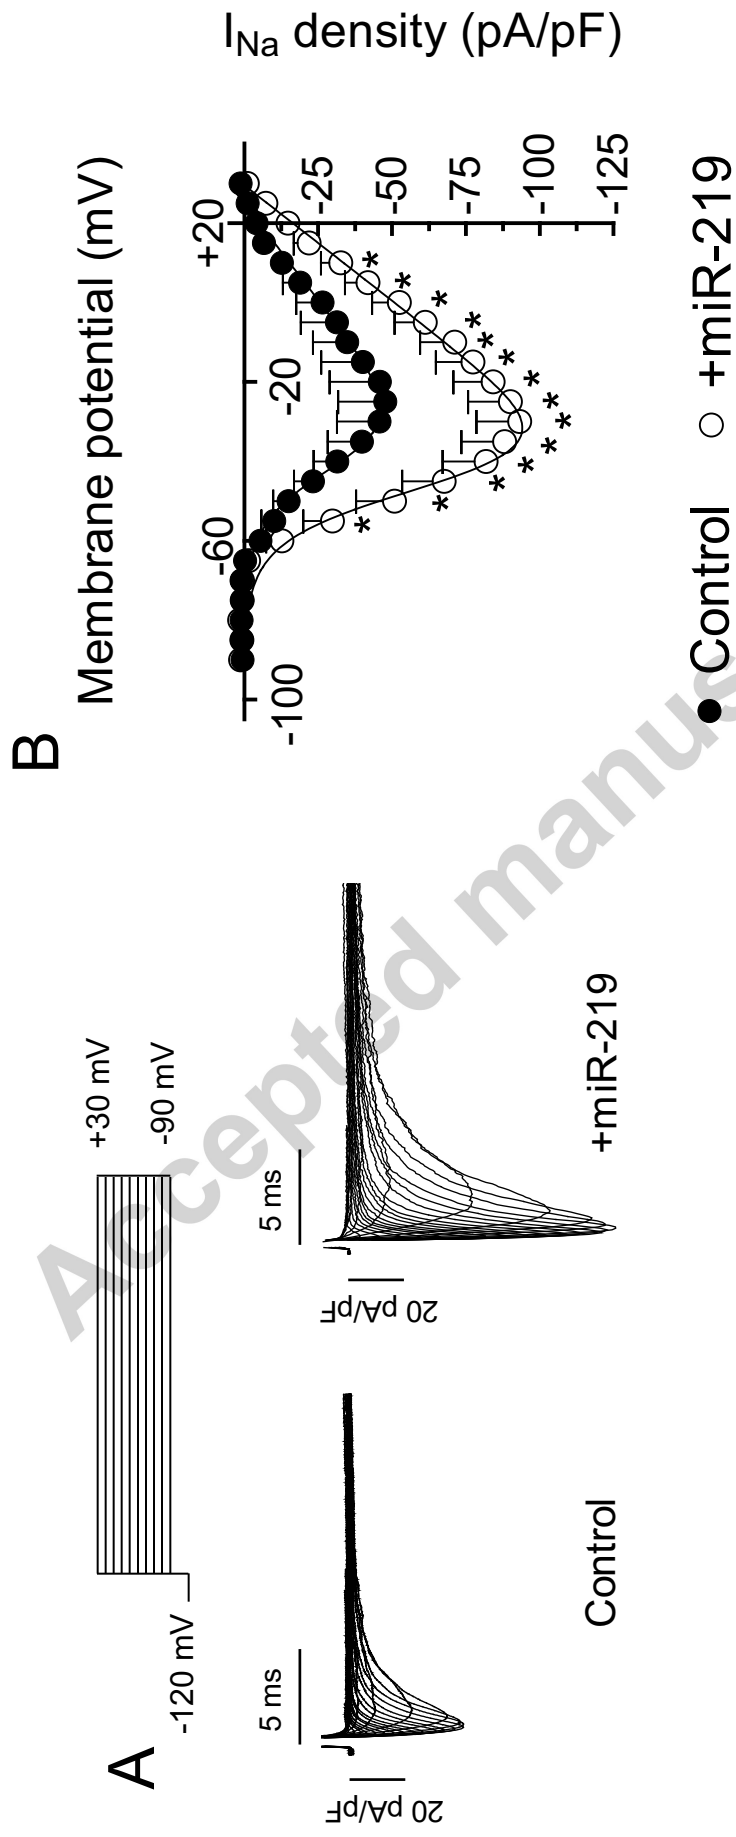 A
+30 mV
-90 mV
-120 mV
5 ms
5 ms
20 pA/pF
20 pA/pF
Control
+miR-219
B
Membrane potential (mV)
-100
-60
-20
+20
-25
-50
-75
-100
-125
I_Na density (pA/pF)
* * * * * * * * * * * * * * * *
Control
+miR-219
Accepted manus